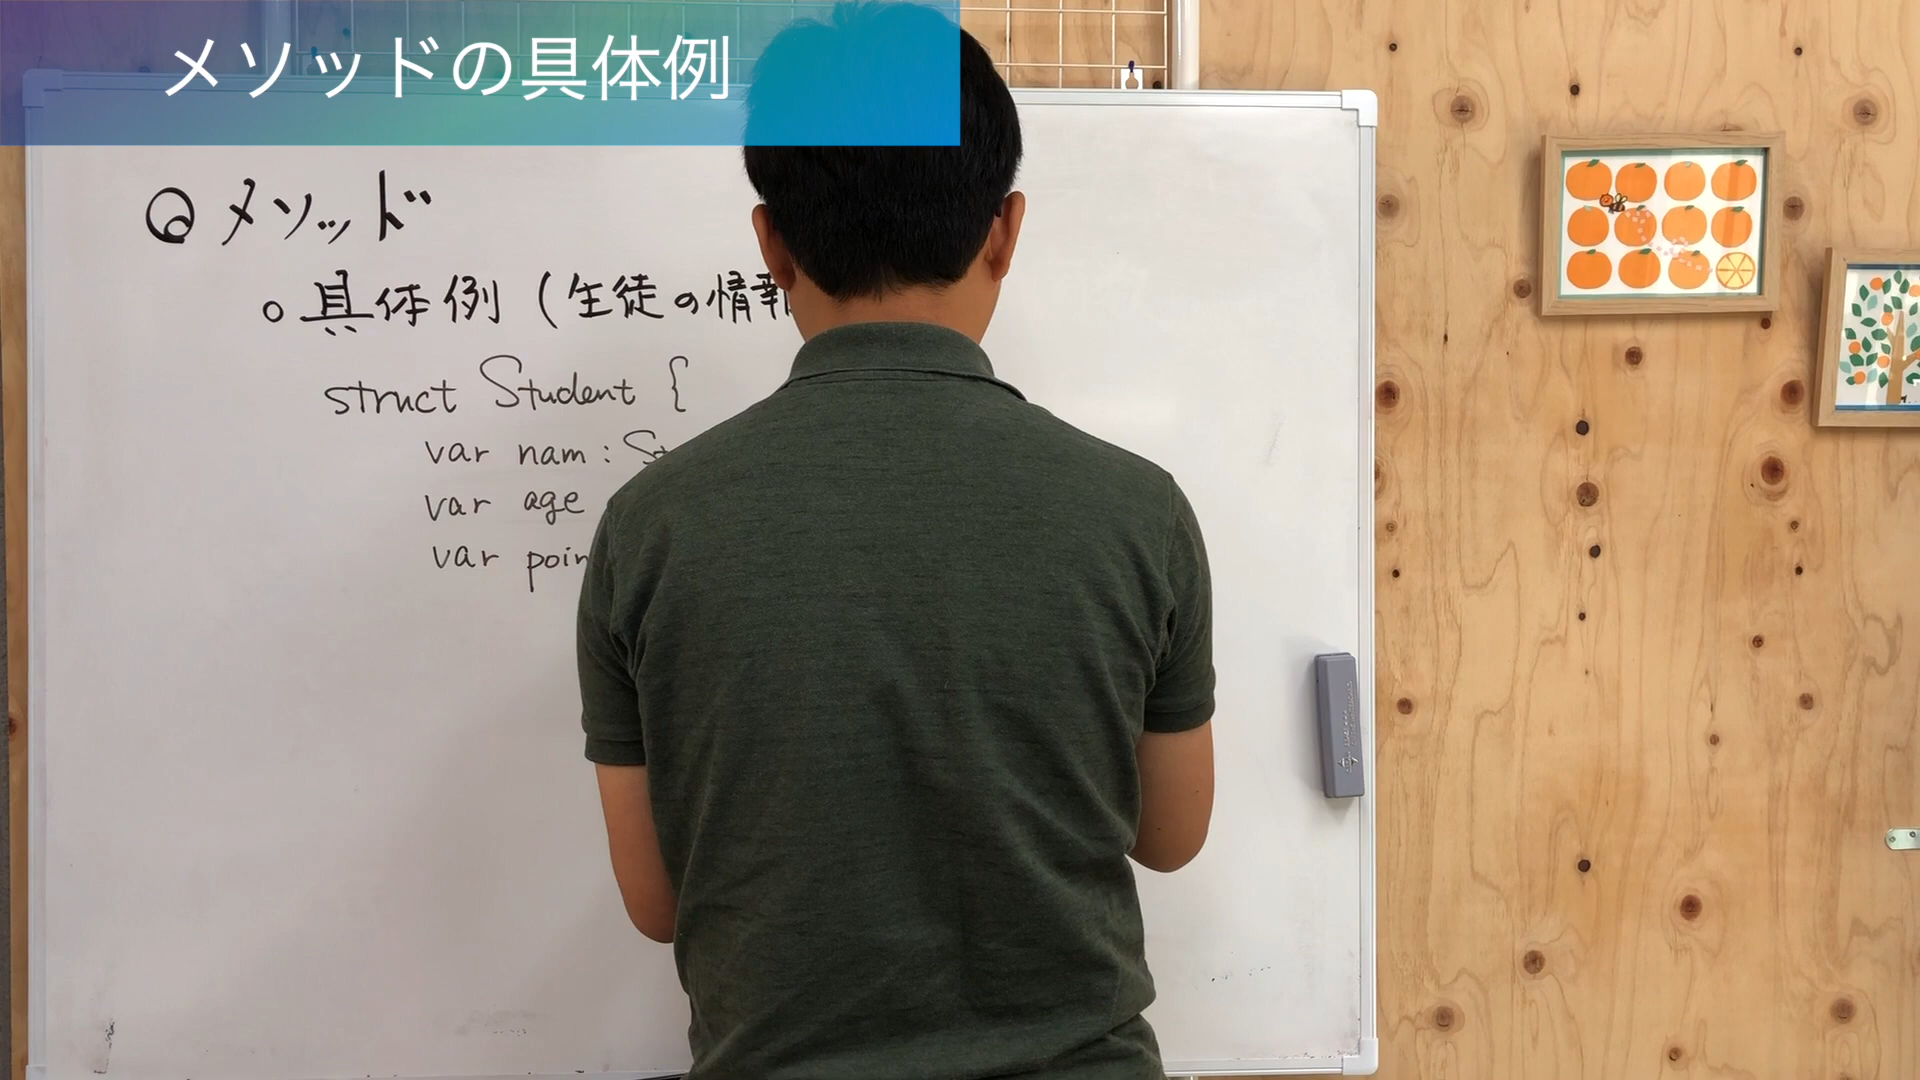 メソッドの具体例
◎メソッド
○具体例(生徒の情報
struct Student {
var nam : St
var age
var poin